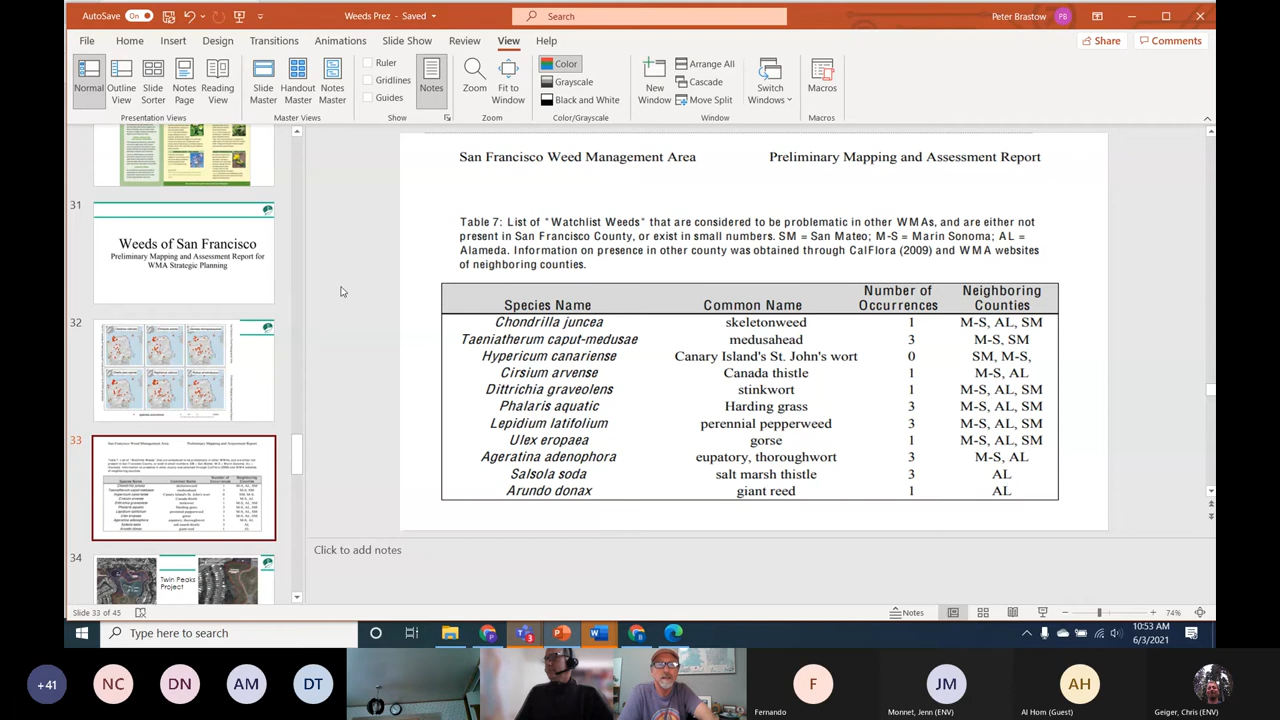 AutoSave On
Weeds Prez - Saved
Search
Peter Brastow PB
File Home Insert Design Transitions Animations Slide Show Review View Help
Share Comments
Normal Outline View Slide Sorter Notes Page Reading View
Presentation Views
Slide Master Handout Master Notes Master
Master Views
Ruler
Gridlines
Guides
Show
Notes
Zoom Fit to Window
Zoom
Color
Grayscale
Black and White
Color/Grayscale
New Window
Arrange All
Cascade
Move Split
Window
Switch Windows
Macros
Macros
31
Weeds of San Francisco
Preliminary Mapping and Assessment Report for
WMA Strategic Planning
32
33
34
Twin Peaks
Project
San Francisco Weed Management Area Preliminary Mapping and Assessment Report
Table 7: List of "Watchlist Weeds" that are considered to be problematic in other WMAs, and are either not
present in San Francisco County, or exist in small numbers. SM = San Mateo; M-S = Marin Sonoma; AL =
Alameda. Information on presence in other county was obtained through CalFlora (2009) and WMA websites
of neighboring counties.
Species Name Common Name Number of Occurrences Neighboring Counties
Chondrilla juncea skeletonweed 1 M-S, AL, SM
Taeniatherum caput-medusae medusahead 3 M-S, SM
Hypericum canariense Canary Island's St. John's wort 0 SM, M-S,
Cirsium arvense Canada thistle 1 M-S, AL
Dittrichia graveolens stinkwort 1 M-S, AL, SM
Phalaris aquatic Harding grass 3 M-S, AL, SM
Lepidium latifolium perennial pepperweed 3 M-S, AL, SM
Ulex eropaea gorse 1 M-S, AL, SM
Ageratina adenophora eupatory, thoroughwort 3 M-S, AL
Salsola soda salt marsh thistle 3 AL
Arundo donax giant reed 1 AL
Click to add notes
Slide 33 of 45
Notes
74%
Type here to search
3
10:53 AM
6/3/2021
+41 NC DN AM DT F JM AH
Fernando
Monnet, Jenn (ENV)
Al Hom (Guest)
Geiger, Chris (ENV)